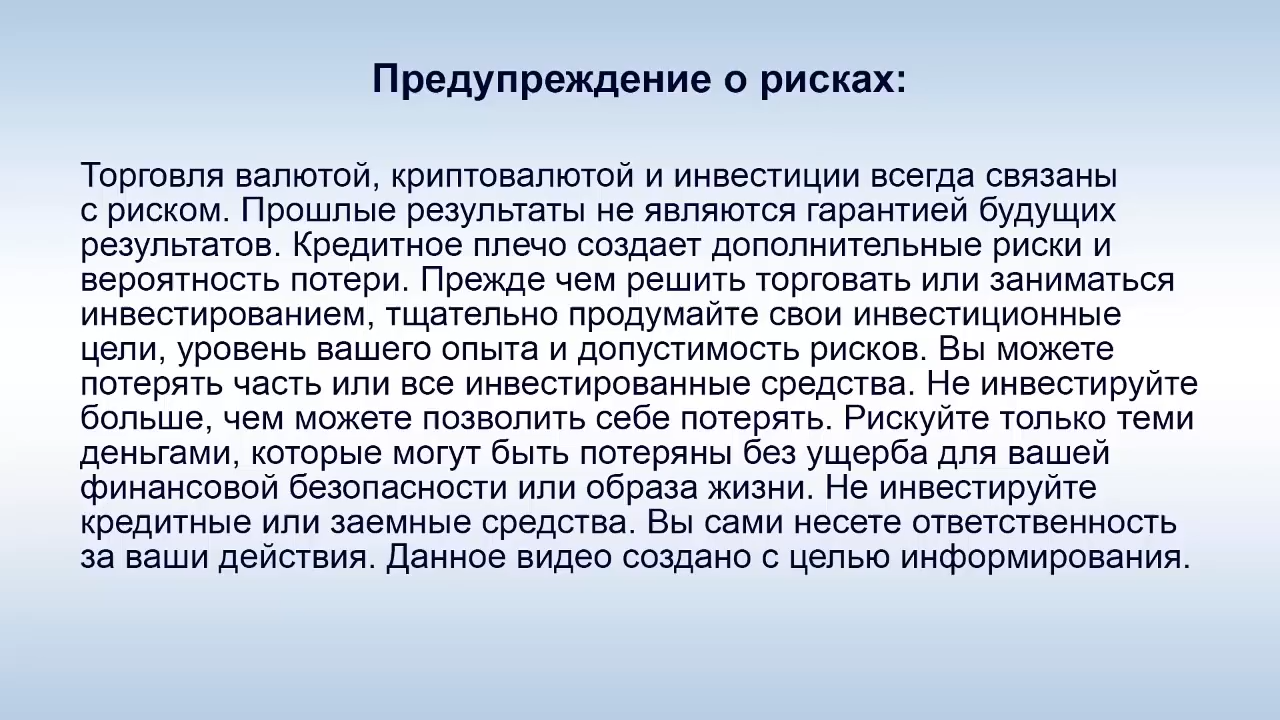 Предупреждение о рисках:
Торговля валютой, криптовалютой и инвестиции всегда связаны
с риском. Прошлые результаты не являются гарантией будущих
результатов. Кредитное плечо создает дополнительные риски и
вероятность потери. Прежде чем решить торговать или заниматься
инвестированием, тщательно продумайте свои инвестиционные
цели, уровень вашего опыта и допустимость рисков. Вы можете
потерять часть или все инвестированные средства. Не инвестируйте
больше, чем можете позволить себе потерять. Рискуйте только теми
деньгами, которые могут быть потеряны без ущерба для вашей
финансовой безопасности или образа жизни. Не инвестируйте
кредитные или заемные средства. Вы сами несете ответственность
за ваши действия. Данное видео создано с целью информирования.